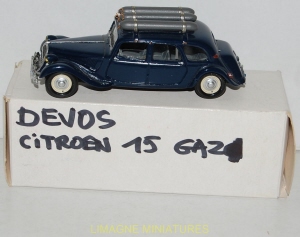 DEVOS
CiTROEN 15 GAZ
LIMAGNE MINIATURES